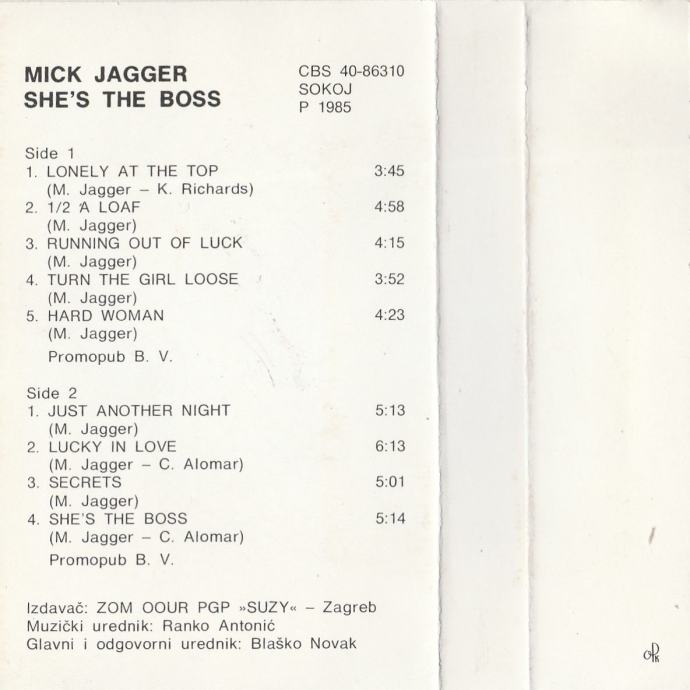 MICK JAGGER
SHE'S THE BOSS
CBS 40-86310
SOKOJ
P 1985
Side 1
1. LONELY AT THE TOP 3:45
(M. Jagger – K. Richards)
2. 1/2 A LOAF 4:58
(M. Jagger)
3. RUNNING OUT OF LUCK 4:15
(M. Jagger)
4. TURN THE GIRL LOOSE 3:52
(M. Jagger)
5. HARD WOMAN 4:23
(M. Jagger)
Promopub B. V.
Side 2
1. JUST ANOTHER NIGHT 5:13
(M. Jagger)
2. LUCKY IN LOVE 6:13
(M. Jagger – C. Alomar)
3. SECRETS 5:01
(M. Jagger)
4. SHE'S THE BOSS 5:14
(M. Jagger – C. Alomar)
Promopub B. V.
Izdavač: ZOM OOUR PGP »SUZY« – Zagreb
Muzički urednik: Ranko Antonić
Glavni i odgovorni urednik: Blaško Novak